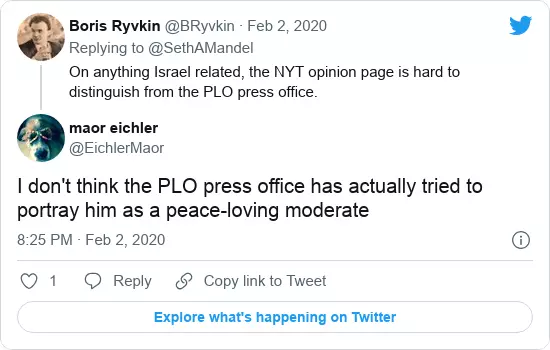 Boris Ryvkin @BRyvkin · Feb 2, 2020
Replying to @SethAMandel
On anything Israel related, the NYT opinion page is hard to
distinguish from the PLO press office.
maor eichler
@EichlerMaor
I don't think the PLO press office has actually tried to
portray him as a peace-loving moderate
8:25 PM · Feb 2, 2020
1 Reply Copy link to Tweet
Explore what's happening on Twitter